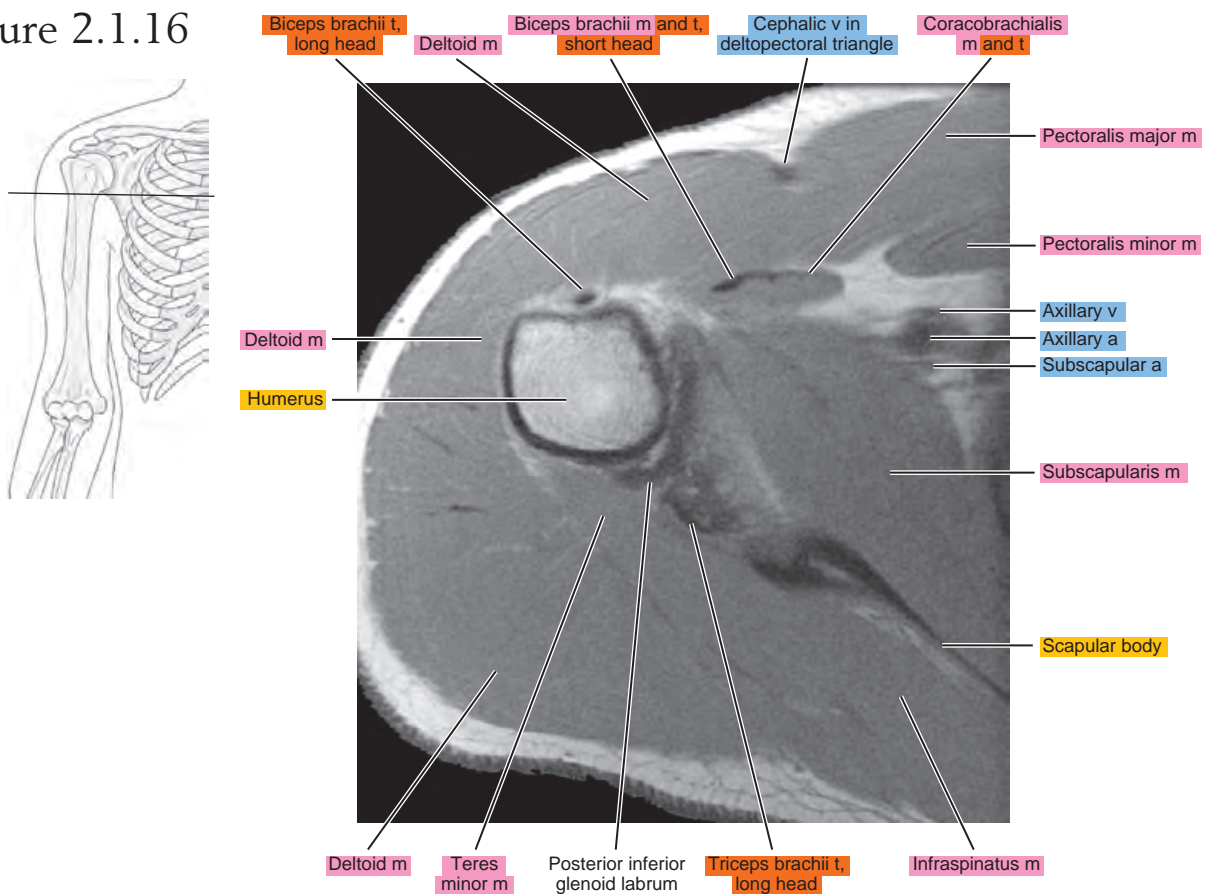 ure 2.1.16
Biceps brachii t,
long head
Deltoid m
Biceps brachii m and t,
short head
Cephalic v in
deltopectoral triangle
Coracobrachialis
m and t
Pectoralis major m
Pectoralis minor m
Axillary v
Axillary a
Subscapular a
Deltoid m
Humerus
Subscapularis m
Scapular body
Deltoid m
Teres
minor m
Posterior inferior
glenoid labrum
Triceps brachii t,
long head
Infraspinatus m